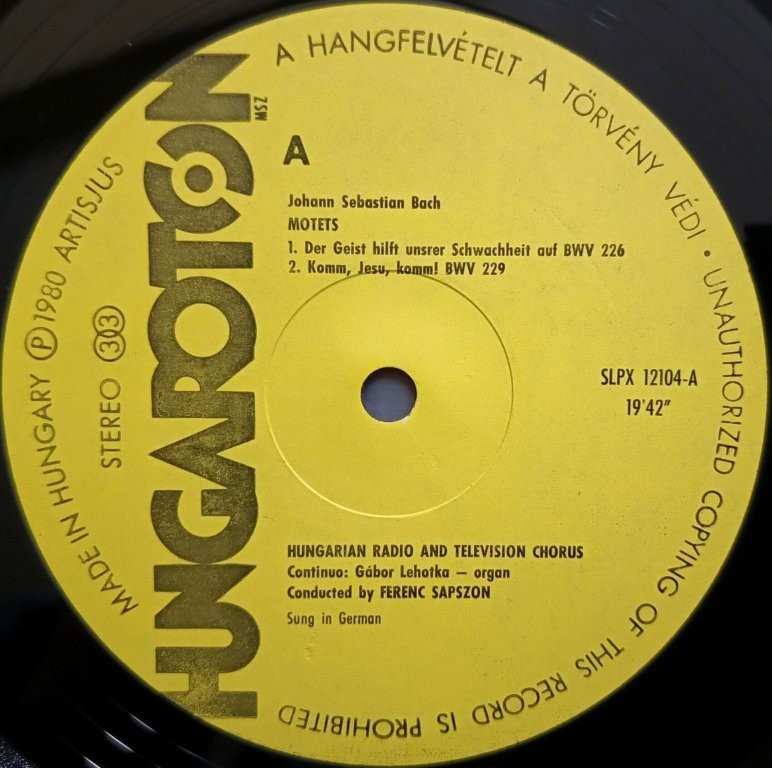 A HANGFELVÉTELT A TÖRVÉNY VÉDI • UNAUTHORIZED COPYING OF THIS RECORD IS PROHIBITED
MADE IN HUNGARY Ⓟ 1980 ARTISJUS
STEREO 33
HUNGAROTON
MSZ
A
Johann Sebastian Bach
MOTETS
1. Der Geist hilft unsrer Schwachheit auf BWV 226
2. Komm, Jesu, komm! BWV 229
SLPX 12104-A
19'42"
HUNGARIAN RADIO AND TELEVISION CHORUS
Continuo: Gábor Lehotka — organ
Conducted by FERENC SAPSZON
Sung in German